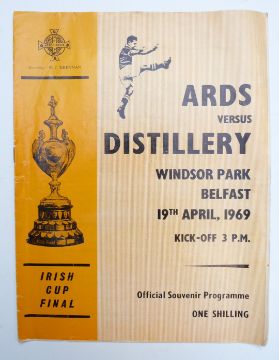 ARDS
VERSUS
DISTILLERY
WINDSOR PARK
BELFAST
19TH APRIL, 1969
KICK-OFF 3 P.M.
IRISH
CUP
FINAL
Official Souvenir Programme
ONE SHILLING